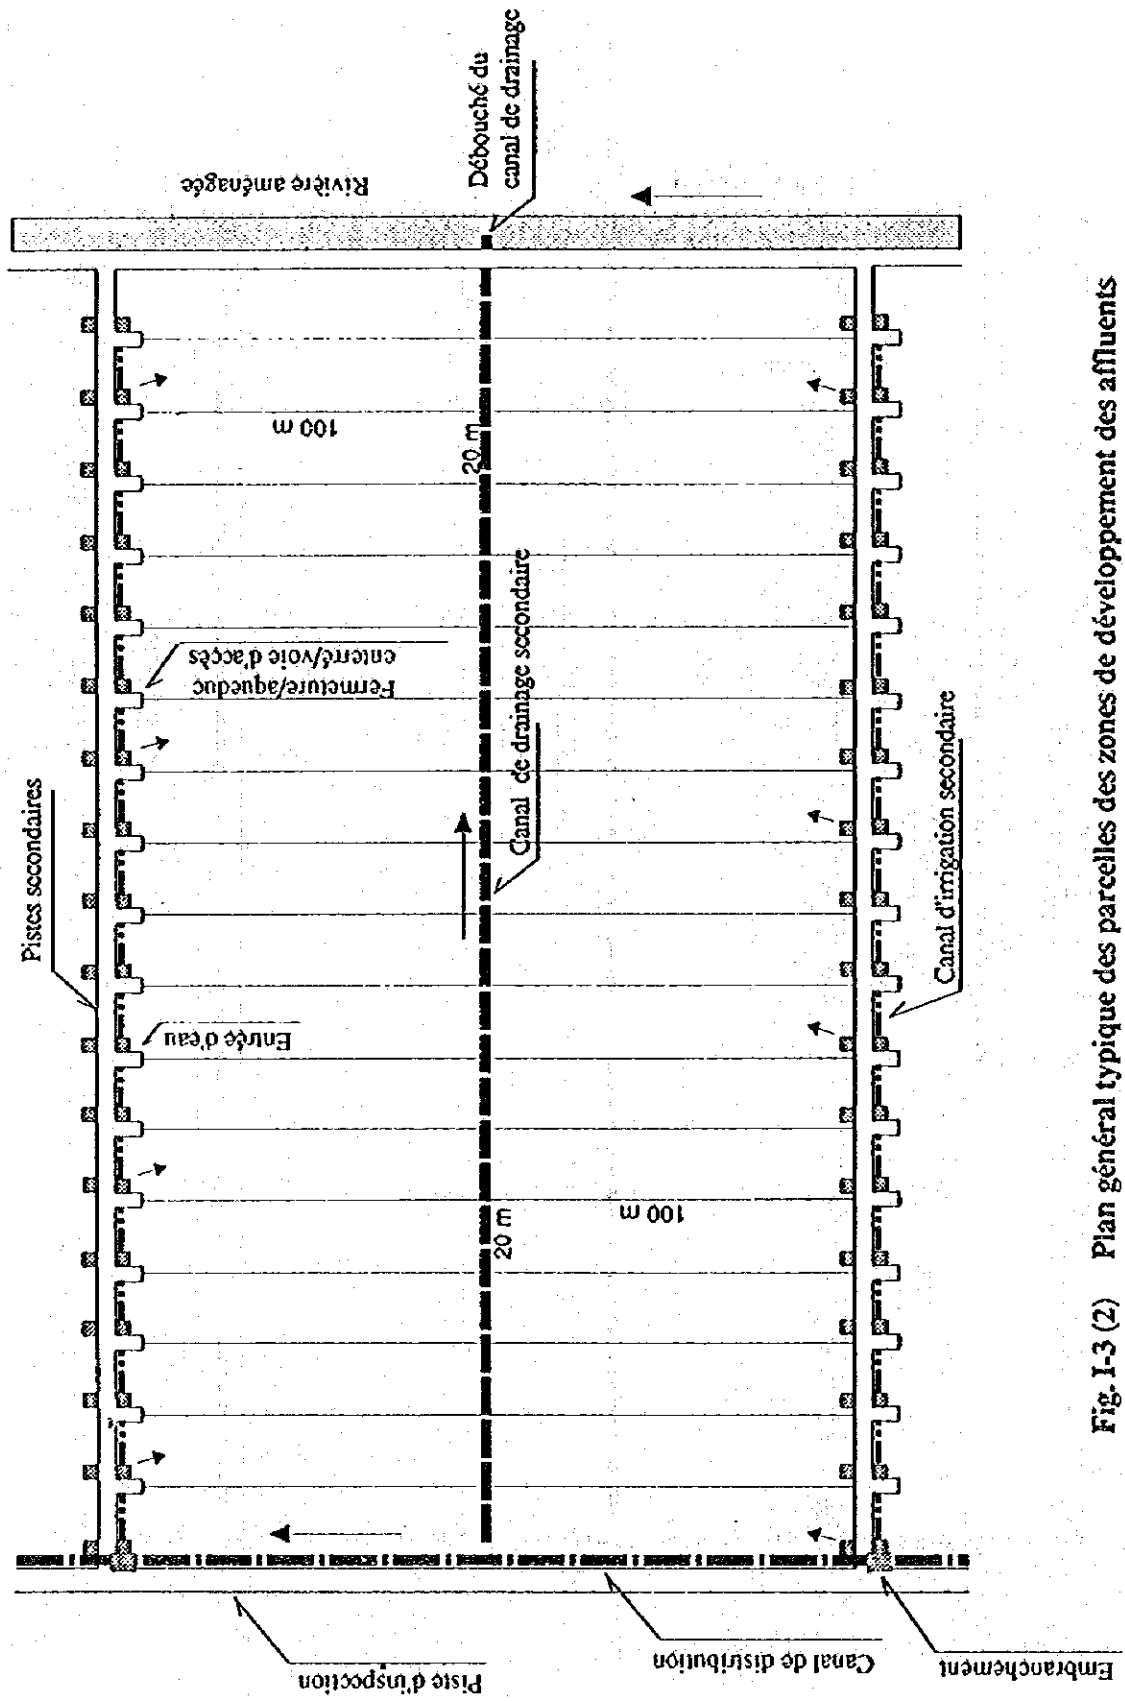 Pistes secondaires
Rivière aménagée
Débouché du
canal de drainage
100 m
20 m
Fermeture/aqueduc
enterré/voie d'accès
Entrée d'eau
Canal de drainage secondaire
20 m
100 m
Canal d'irrigation secondaire
Piste d'inspection
Canal de distribution
Embranchement
Fig. I-3 (2) Plan général typique des parcelles des zones de développement des affluents